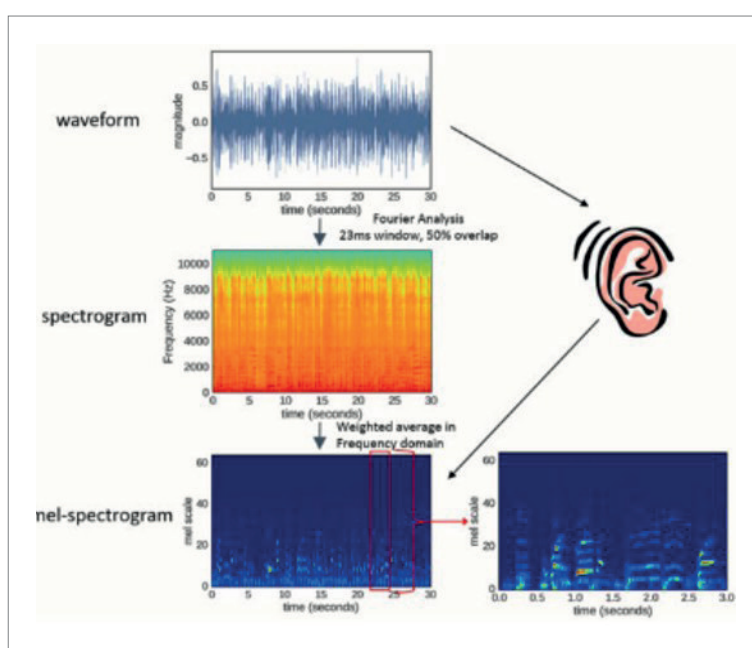 waveform
magnitude
0.5
0.0
−0.5
0 5 10 15 20 25 30
time (seconds)
Fourier Analysis
23ms window, 50% overlap
spectrogram
Frequency (Hz)
10000
8000
6000
4000
2000
0
0 5 10 15 20 25 30
time (seconds)
Weighted average in
Frequency domain
mel-spectrogram
mel scale
60
40
20
0
0 5 10 15 20 25 30
time (seconds)
mel scale
60
40
20
0
0.0 0.5 1.0 1.5 2.0 2.5 3.0
time (seconds)